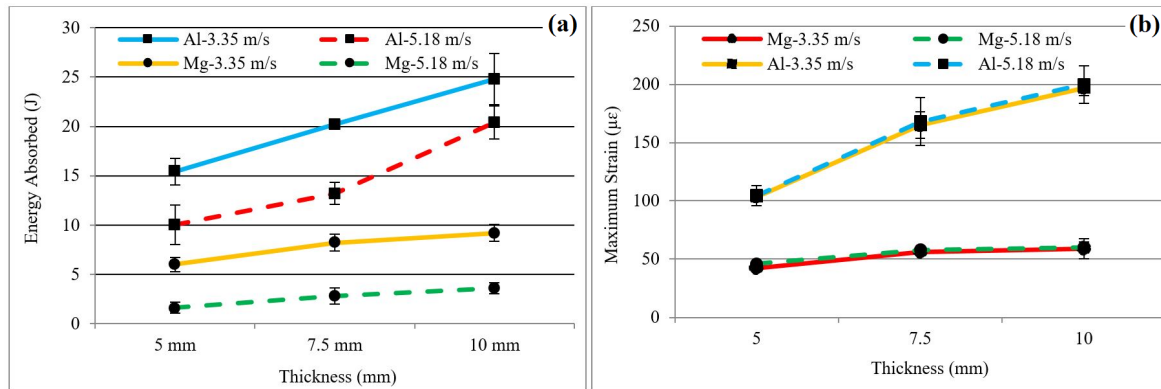 (a)
Al-3.35 m/s
Al-5.18 m/s
Mg-3.35 m/s
Mg-5.18 m/s
30
25
20
15
10
5
0
Energy Absorbed (J)
5 mm
7.5 mm
10 mm
Thickness (mm)
(b)
Mg-3.35 m/s
Mg-5.18 m/s
Al-3.35 m/s
Al-5.18 m/s
250
200
150
100
50
0
Maximum Strain (µε)
5
7.5
10
Thickness (mm)